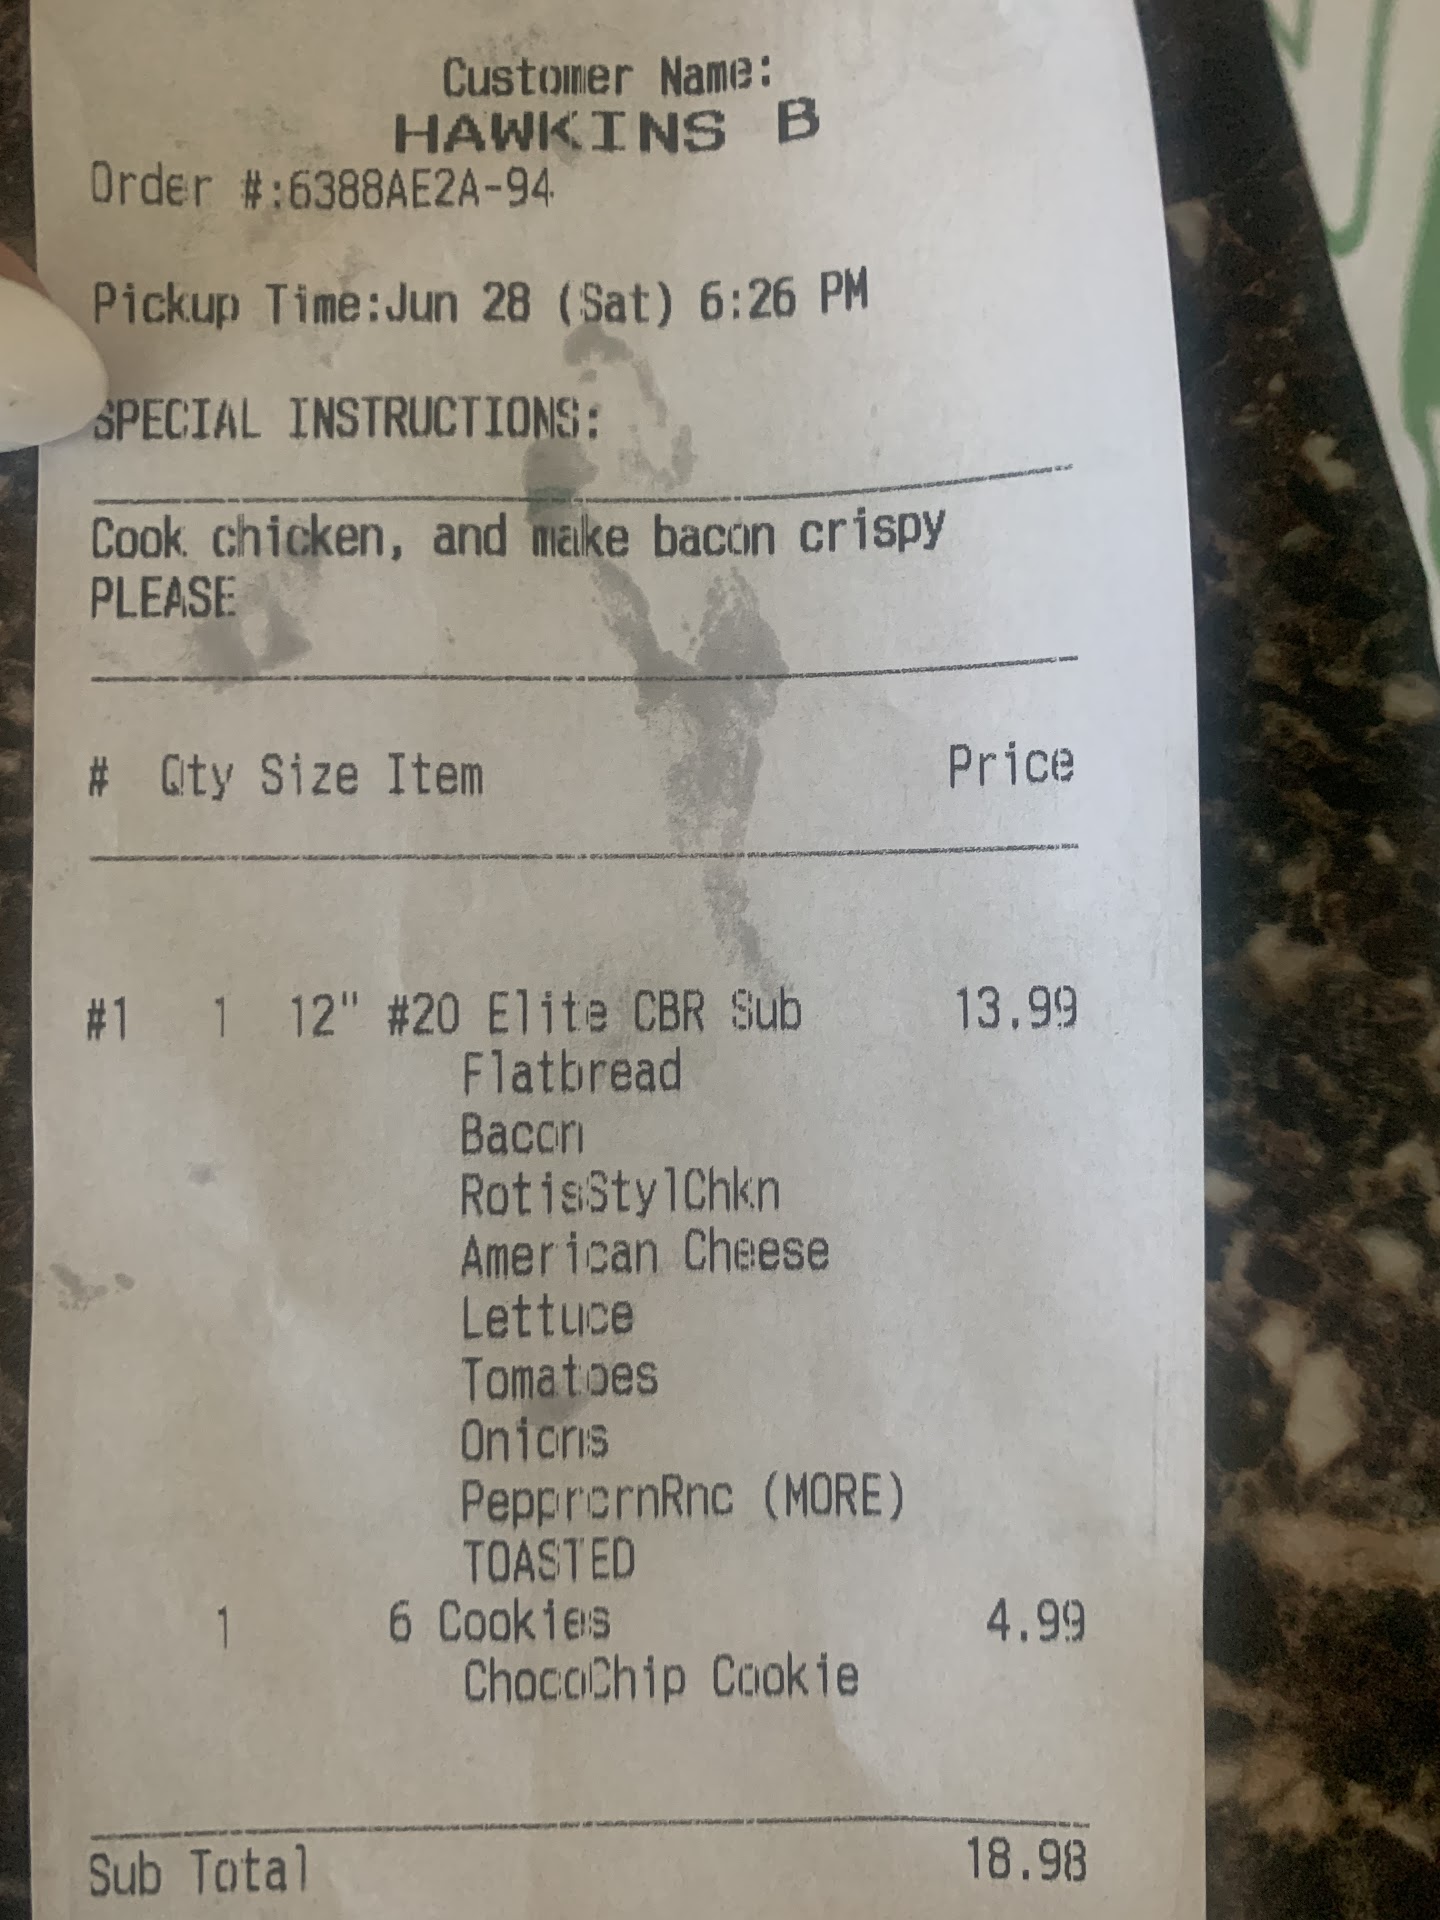 Customer Name:
HAWKINS B
Order #:6388AE2A-94
Pickup Time:Jun 28 (Sat) 6:26 PM
SPECIAL INSTRUCTIONS:
Cook chicken, and make bacon crispy
PLEASE
# Qty Size Item Price
#1 1 12" #20 Elite CBR Sub 13.99
Flatbread
Bacon
RotisStylChkn
American Cheese
Lettuce
Tomatoes
Onions
PepprcrnRnc (MORE)
TOASTED
1 6 Cookies 4.99
ChocoChip Cookie
Sub Total 18.98